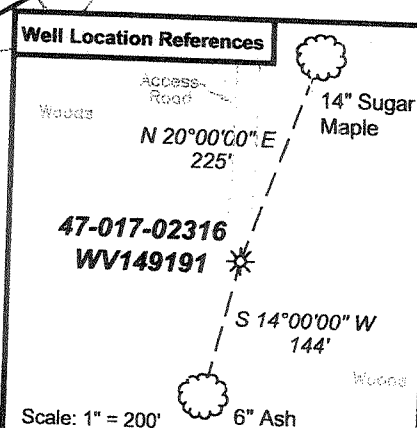 Well Location References
Access
Road
Woods
14" Sugar
Maple
N 20°00'00" E
225'
47-017-02316
WV149191
S 14°00'00" W
144'
Woods
Scale: 1" = 200'
6" Ash